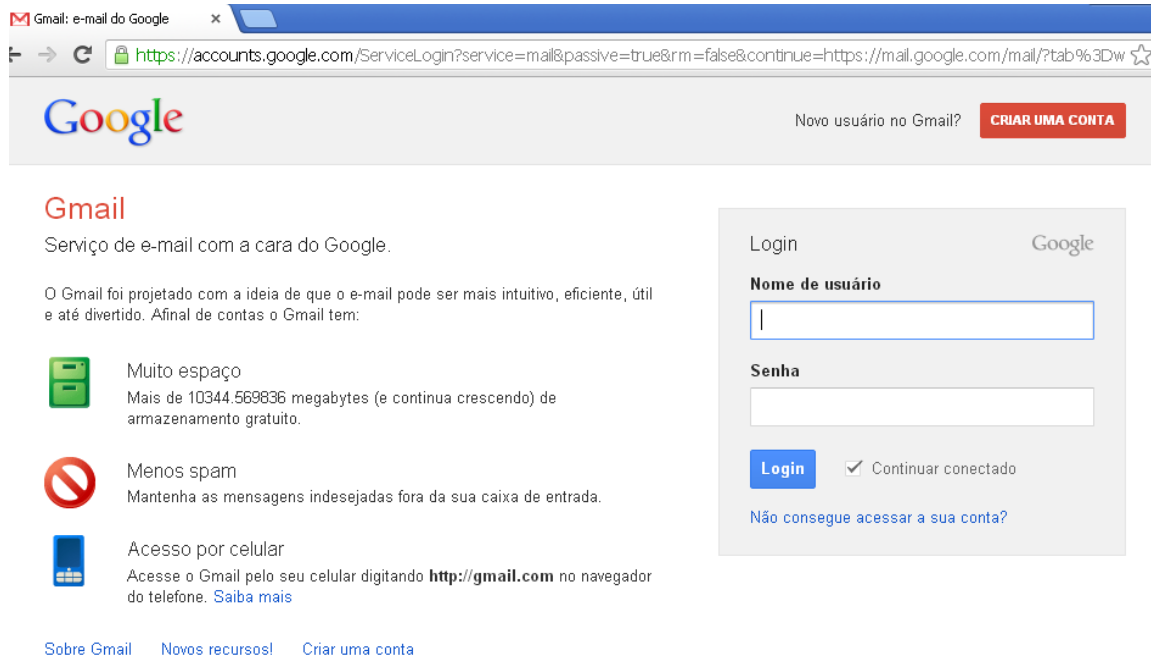 Gmail: e-mail do Google
https://accounts.google.com/ServiceLogin?service=mail&passive=true&rm=false&continue=https://mail.google.com/mail/?tab%3Dw
Google
Novo usuário no Gmail?
CRIAR UMA CONTA
Gmail
Serviço de e-mail com a cara do Google.
O Gmail foi projetado com a ideia de que o e-mail pode ser mais intuitivo, eficiente, útil
e até divertido. Afinal de contas o Gmail tem:
Muito espaço
Mais de 10344.569836 megabytes (e continua crescendo) de
armazenamento gratuito.
Menos spam
Mantenha as mensagens indesejadas fora da sua caixa de entrada.
Acesso por celular
Acesse o Gmail pelo seu celular digitando http://gmail.com no navegador
do telefone. Saiba mais
Sobre Gmail Novos recursos! Criar uma conta
Login Google
Nome de usuário
Senha
Login
Continuar conectado
Não consegue acessar a sua conta?